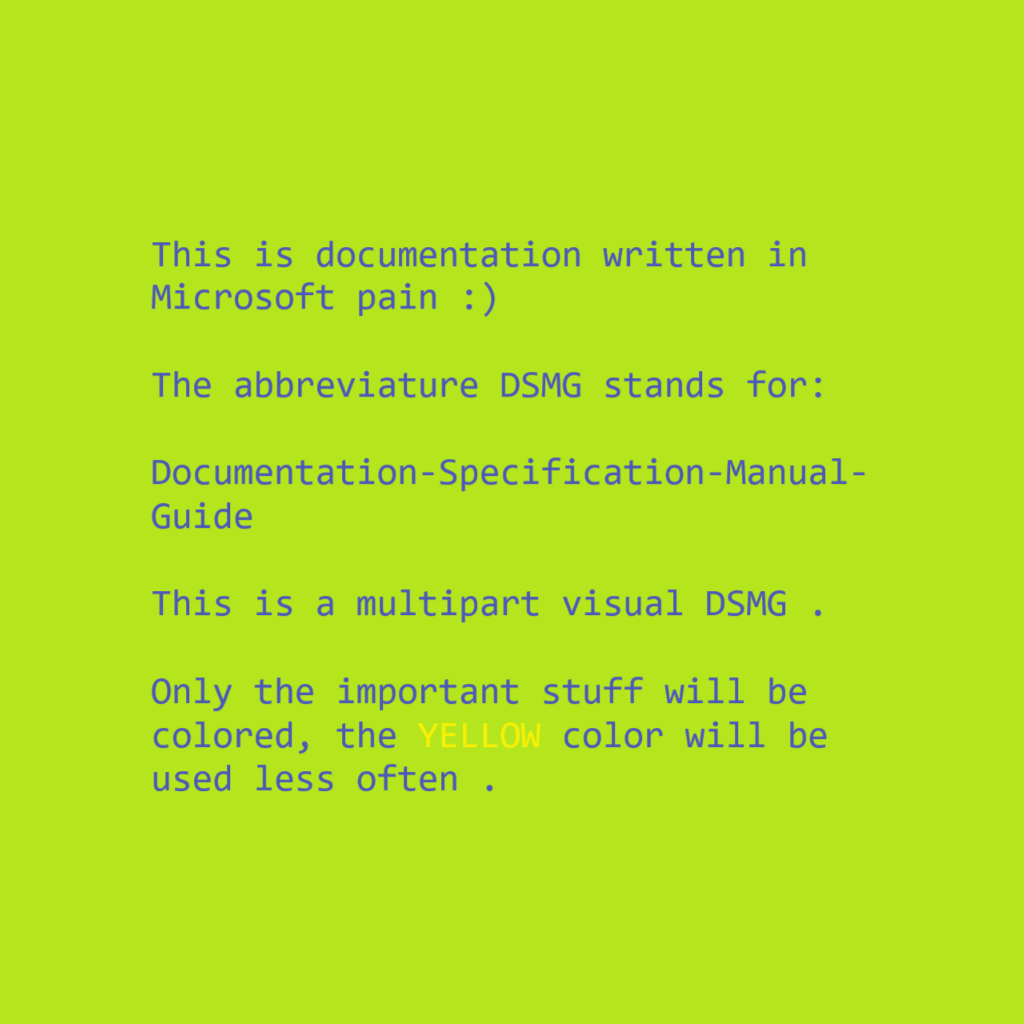 This is documentation written in
Microsoft pain :)
The abbreviature DSMG stands for:
Documentation-Specification-Manual-
Guide
This is a multipart visual DSMG .
Only the important stuff will be
colored, the YELLOW color will be
used less often .